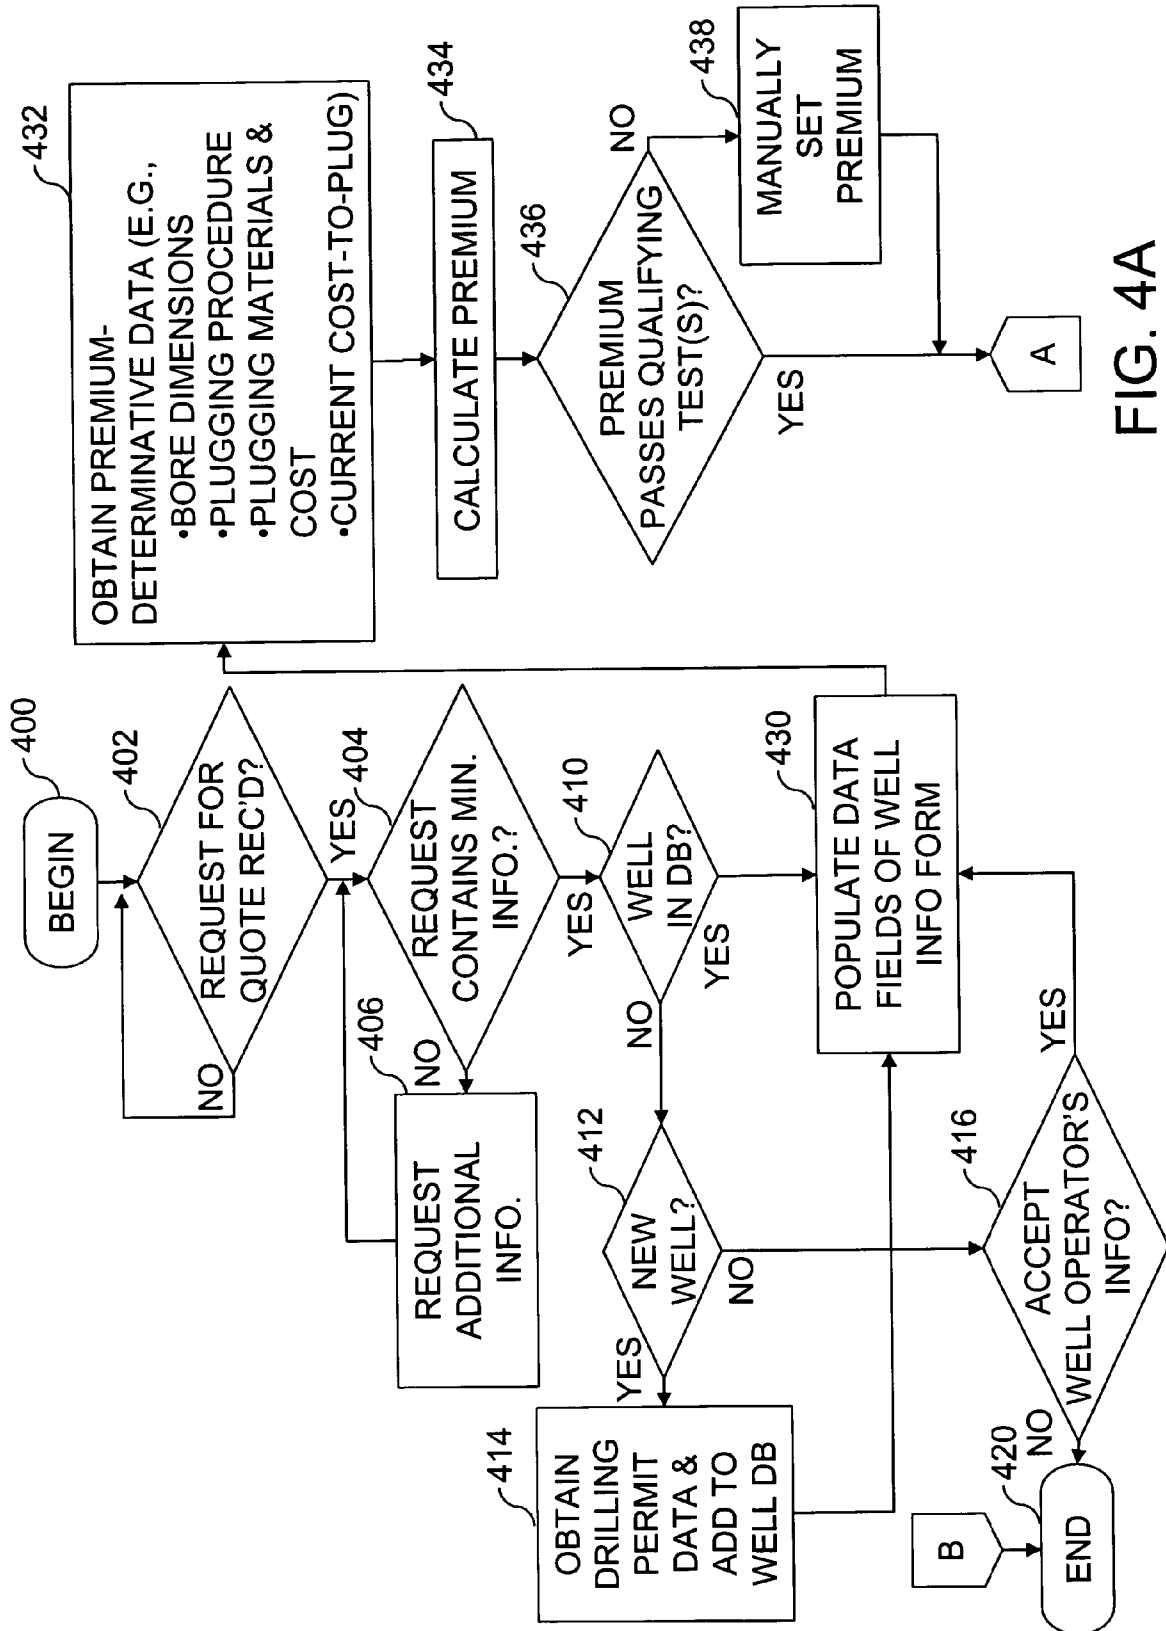 400
BEGIN
402
REQUEST FOR
QUOTE REC'D?
NO
YES
404
REQUEST
CONTAINS MIN.
INFO.?
NO
406
REQUEST
ADDITIONAL
INFO.
YES
410
WELL
IN DB?
NO
YES
412
NEW
WELL?
YES
NO
414
OBTAIN
DRILLING
PERMIT
DATA &
ADD TO
WELL DB
416
ACCEPT
WELL OPERATOR'S
INFO?
YES
NO
B
420
END
430
POPULATE DATA
FIELDS OF WELL
INFO FORM
432
OBTAIN PREMIUM-
DETERMINATIVE DATA (E.G.,
•BORE DIMENSIONS
•PLUGGING PROCEDURE
•PLUGGING MATERIALS &
COST
•CURRENT COST-TO-PLUG)
434
CALCULATE PREMIUM
436
PREMIUM
PASSES QUALIFYING
TEST(S)?
NO
YES
438
MANUALLY
SET
PREMIUM
A
FIG. 4A